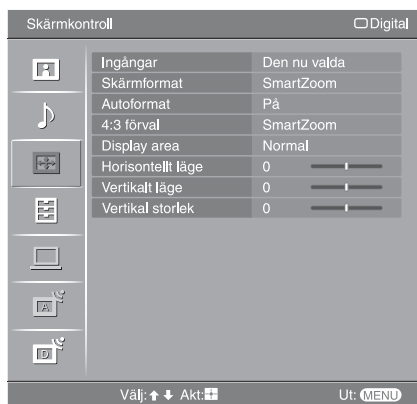 Skärmkontroll Digital
Ingångar Den nu valda
Skärmformat SmartZoom
Autoformat På
4:3 förval SmartZoom
Display area Normal
Horisontellt läge 0
Vertikalt läge 0
Vertikal storlek 0
A
D
Välj: Akt: Ut: MENU